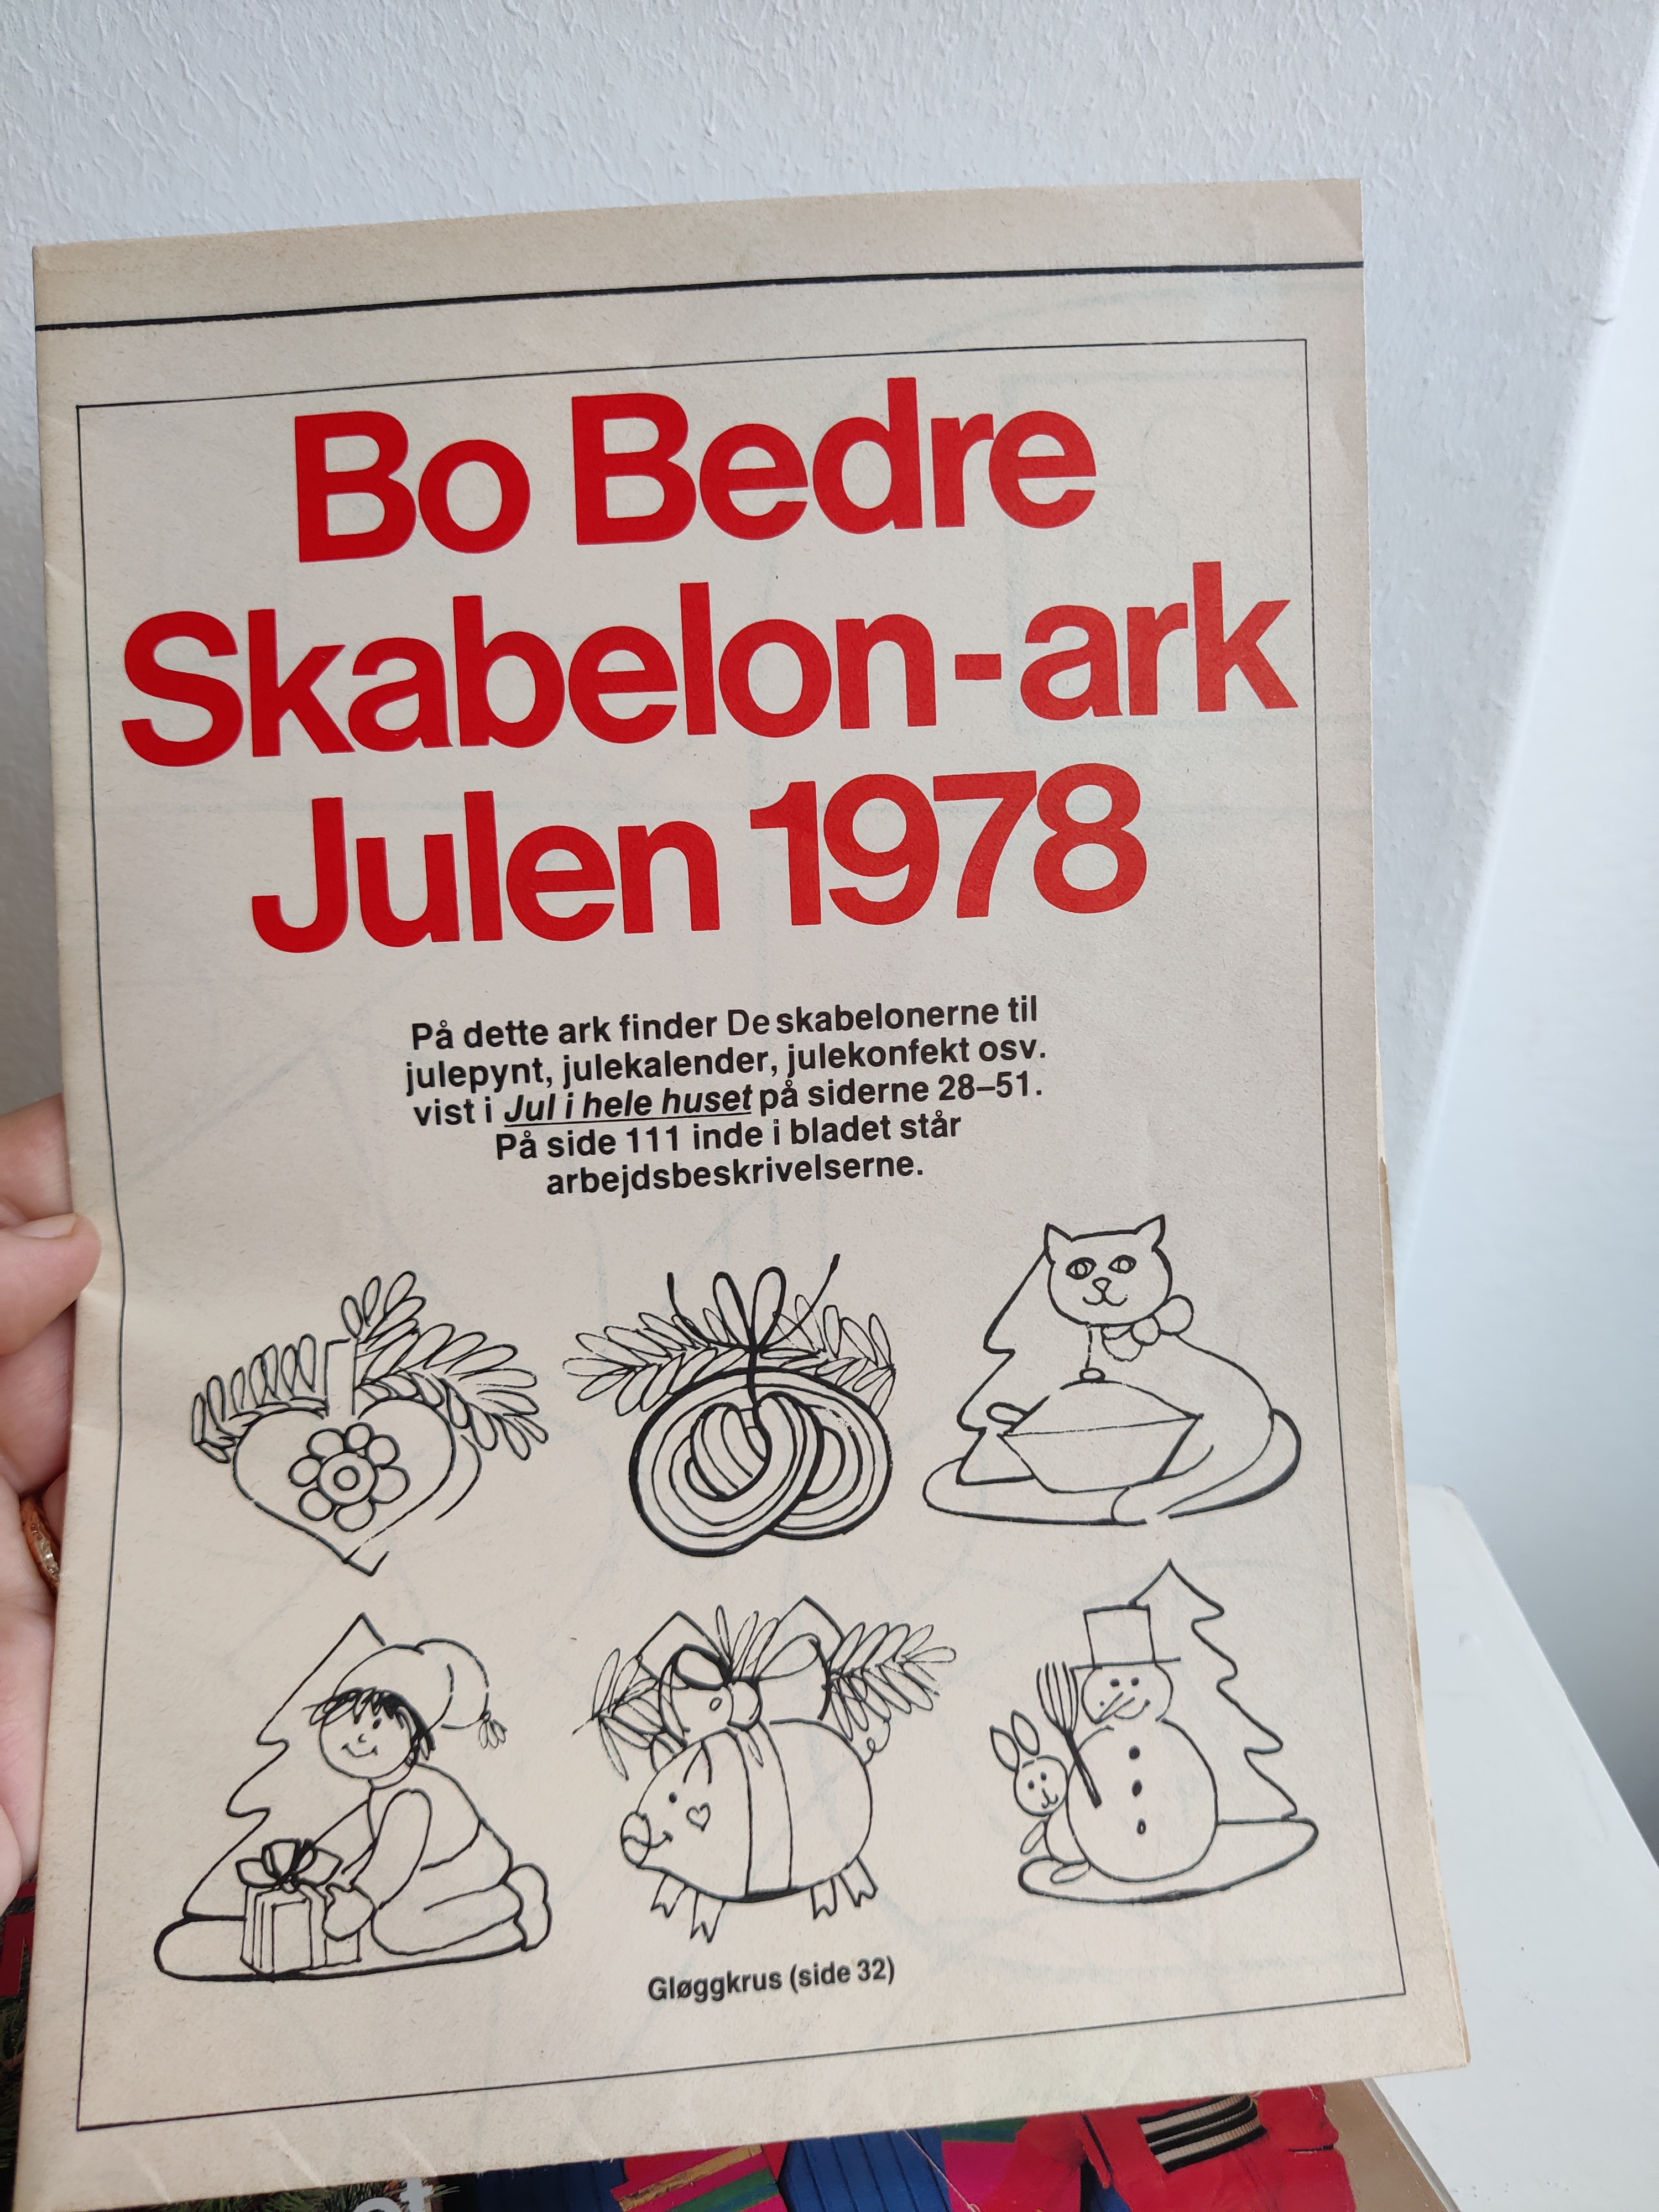 Bo Bedre
Skabelon-ark
Julen 1978
På dette ark finder De skabelonerne til
julepynt, julekalender, julekonfekt osv.
vist i Jul i hele huset på siderne 28–51.
På side 111 inde i bladet står
arbejdsbeskrivelserne.
Gløggkrus (side 32)